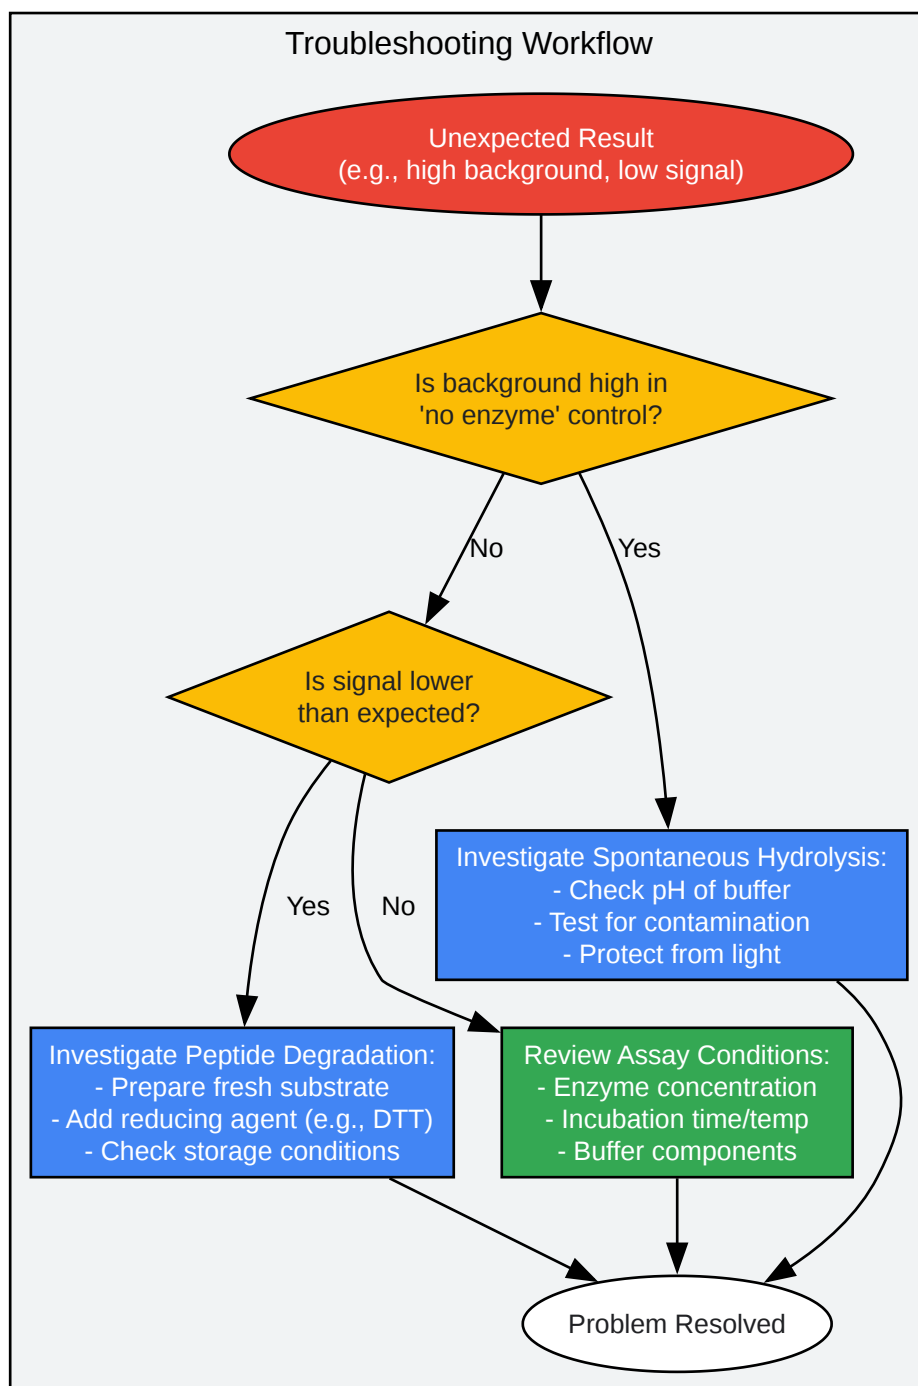 Troubleshooting Workflow
Unexpected Result
(e.g., high background, low signal)
Is background high in
'no enzyme' control?
No
Yes
Is signal lower
than expected?
Yes
No
Investigate Spontaneous Hydrolysis:
- Check pH of buffer
- Test for contamination
- Protect from light
Investigate Peptide Degradation:
- Prepare fresh substrate
- Add reducing agent (e.g., DTT)
- Check storage conditions
Review Assay Conditions:
- Enzyme concentration
- Incubation time/temp
- Buffer components
Problem Resolved